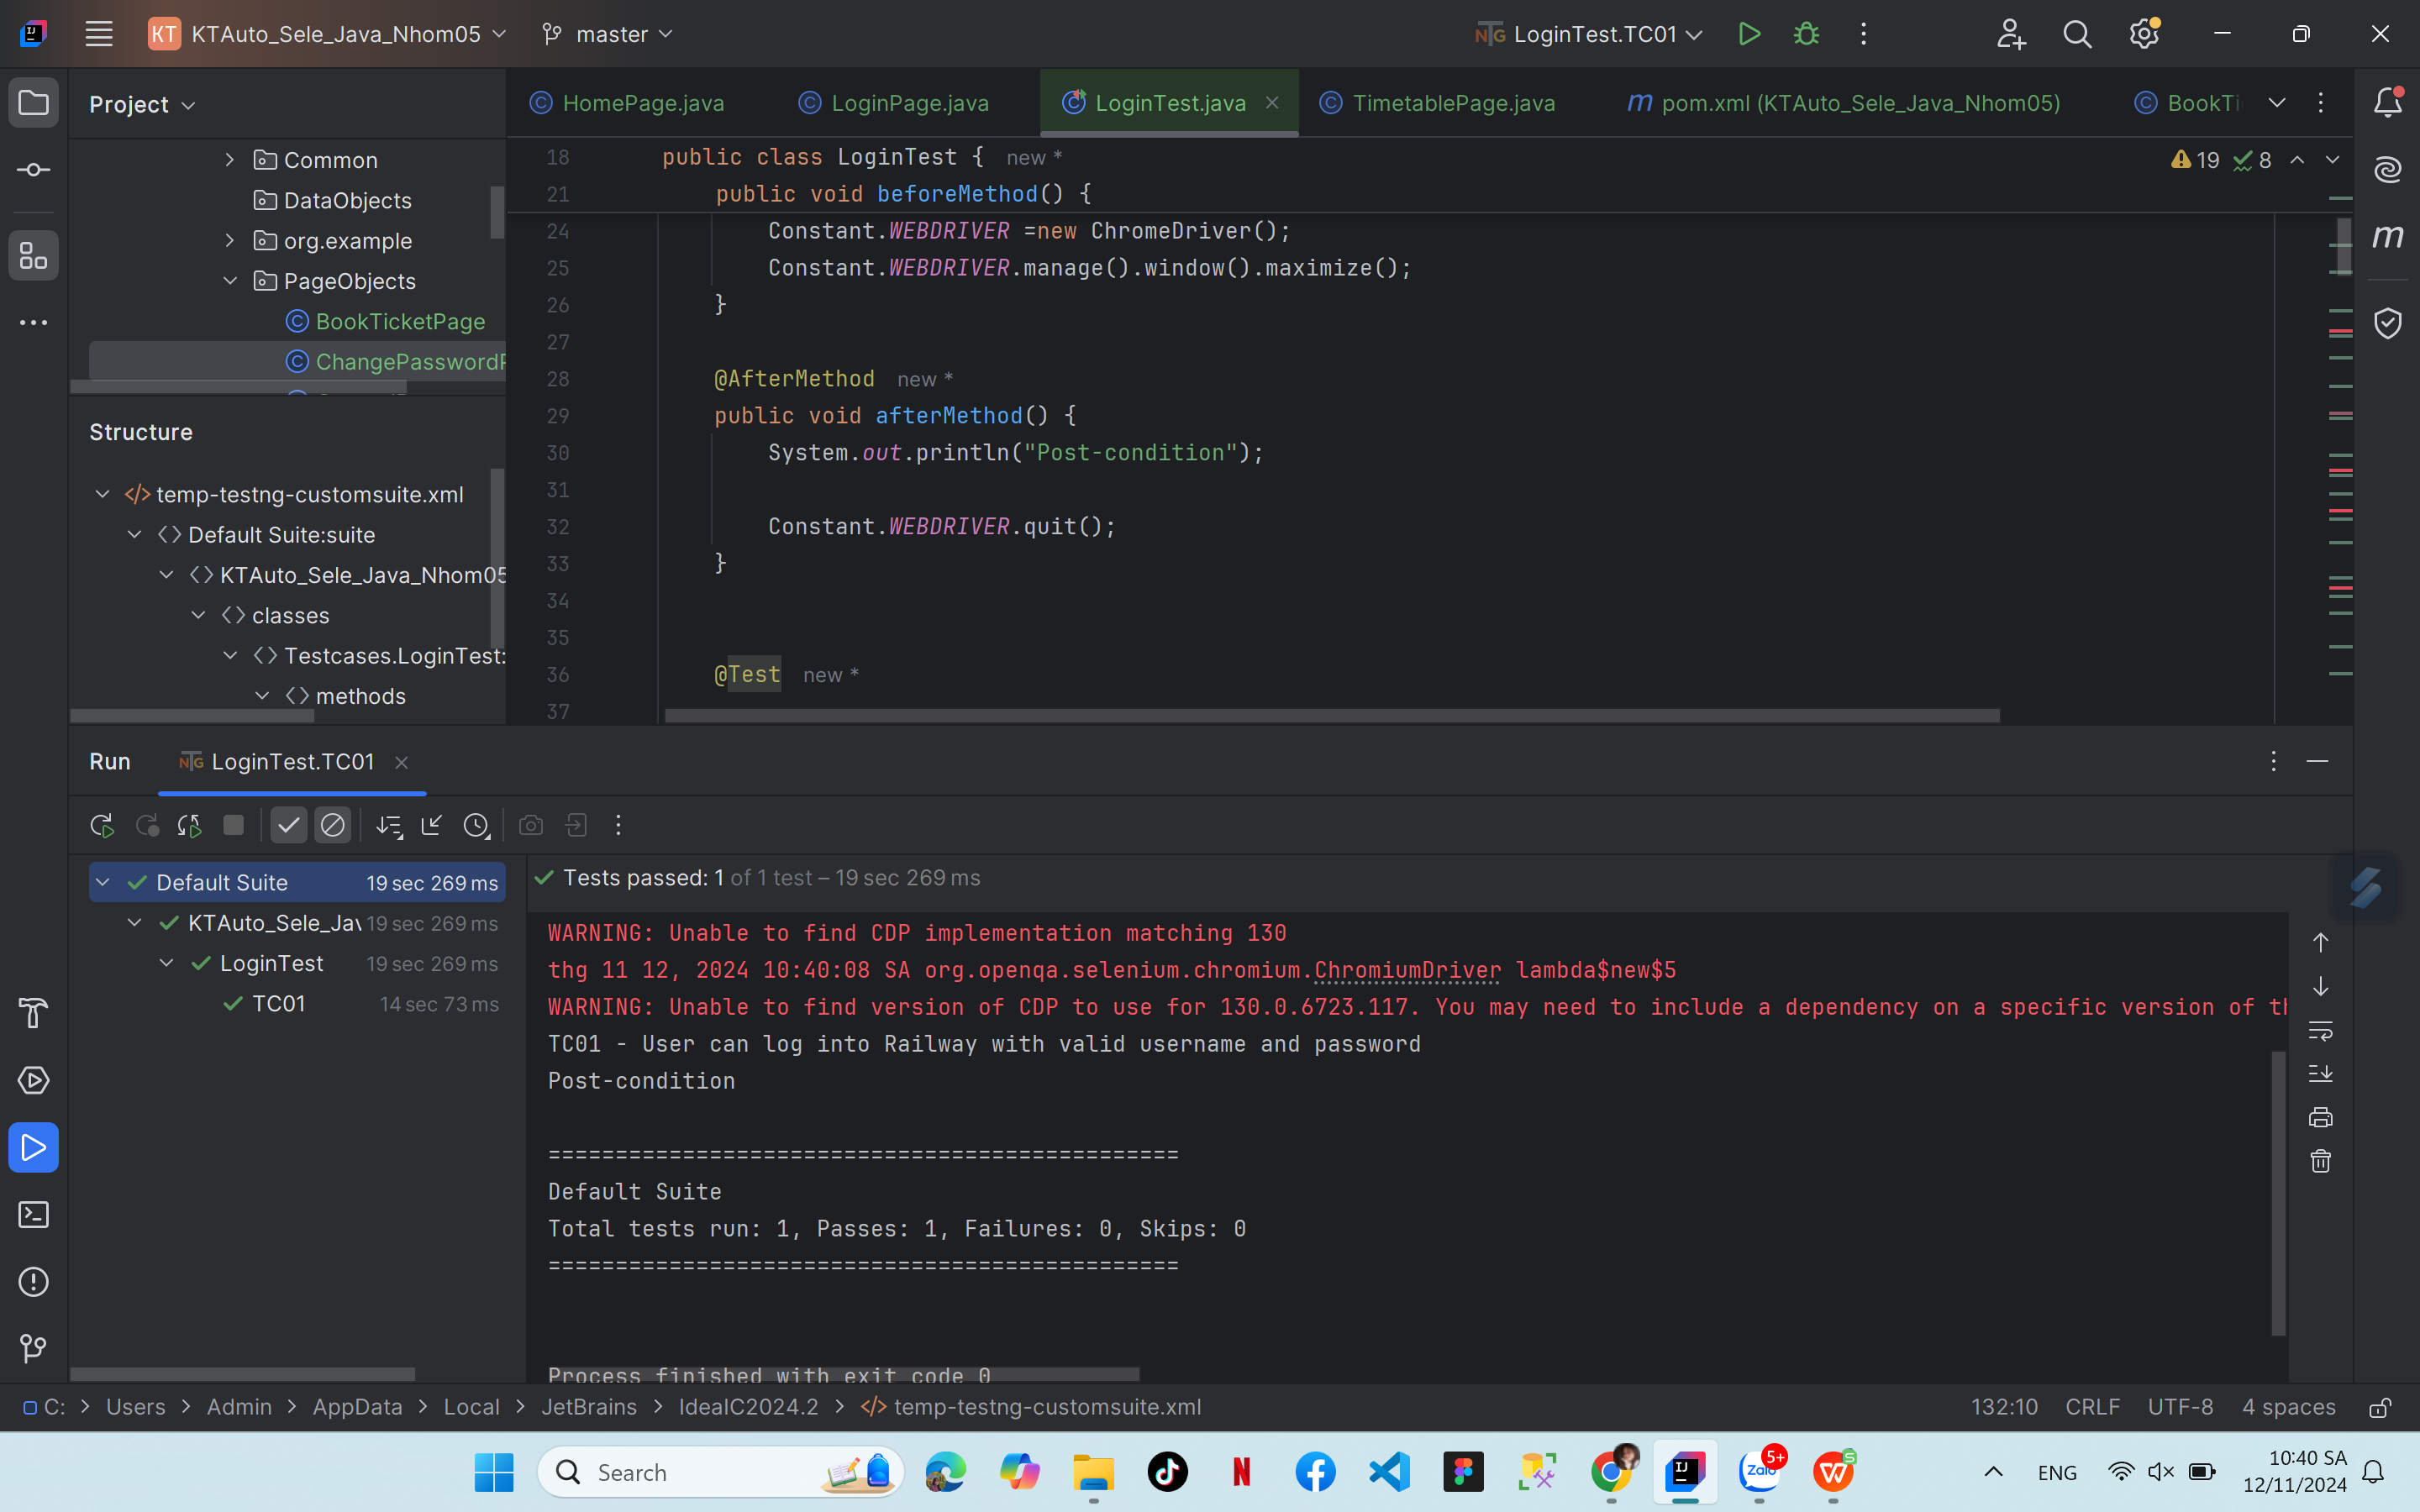 KT KTAuto_Sele_Java_Nhom05 master LoginTest.TC01
Project
HomePage.java LoginPage.java LoginTest.java TimetablePage.java pom.xml (KTAuto_Sele_Java_Nhom05)
Common
DataObjects
org.example
PageObjects
BookTicketPage
Structure
temp-testng-customsuite.xml
Default Suite:suite
KTAuto_Sele_Java_Nhom05
classes
Testcases.LoginTest:
methods
19 8
18 public class LoginTest { new *
21 public void beforeMethod() {
24 Constant.WEBDRIVER =new ChromeDriver();
25 Constant.WEBDRIVER.manage().window().maximize();
26 }
27
28 @AfterMethod new *
29 public void afterMethod() {
30 System.out.println("Post-condition");
31
32 Constant.WEBDRIVER.quit();
33 }
34
35
36 @Test new *
37
Run LoginTest.TC01
Default Suite 19 sec 269 ms
KTAuto_Sele_Jav 19 sec 269 ms
LoginTest 19 sec 269 ms
TC01 14 sec 73 ms
Tests passed: 1 of 1 test – 19 sec 269 ms
WARNING: Unable to find CDP implementation matching 130
thg 11 12, 2024 10:40:08 SA org.openqa.selenium.chromium.ChromiumDriver lambda$new$5
WARNING: Unable to find version of CDP to use for 130.0.6723.117. You may need to include a dependency on a specific version of
TC01 - User can log into Railway with valid username and password
Post-condition
===============================================
Default Suite
Total tests run: 1, Passes: 1, Failures: 0, Skips: 0
===============================================
Process finished with exit code 0
C: > Users > Admin > AppData > Local > JetBrains > IdeaIC2024.2 > temp-testng-customsuite.xml
132:10 CRLF UTF-8 4 spaces
Search
Zalo 5+
ENG
10:40 SA
12/11/2024